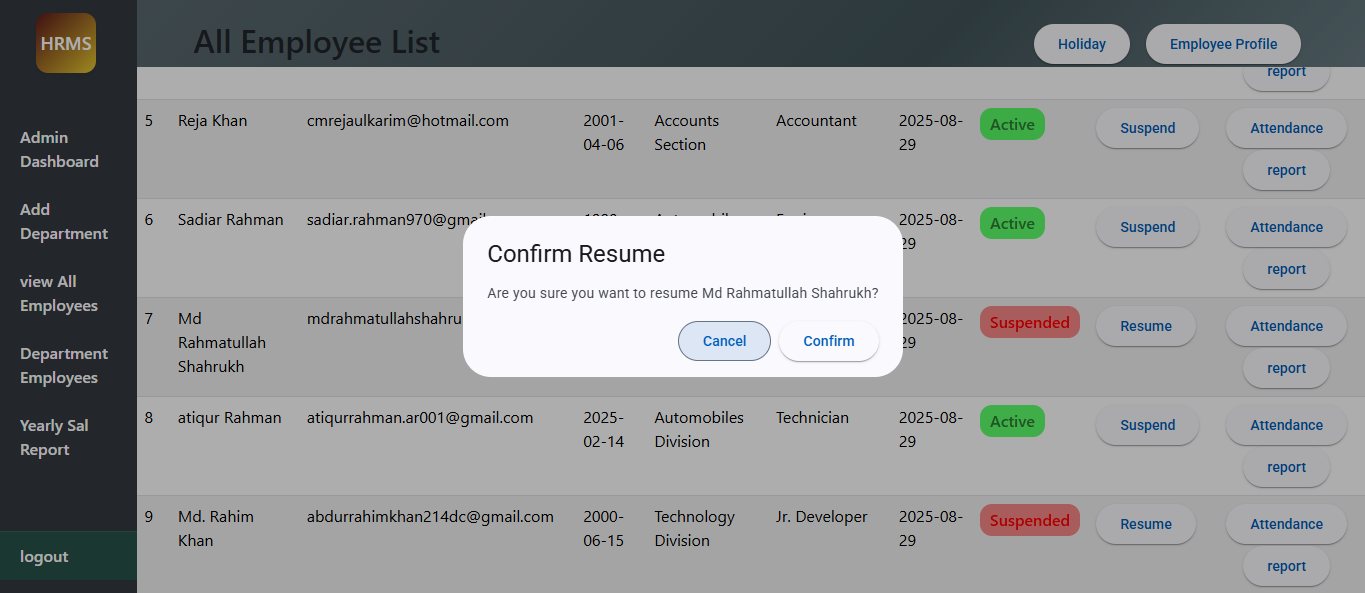 HRMS
All Employee List
Holiday
Employee Profile
Admin
Dashboard
Add
Department
view All
Employees
Department
Employees
Yearly Sal
Report
logout
report
5 Reja Khan cmrejaulkarim@hotmail.com 2001- Accounts Accountant 2025-08- Active Suspend Attendance
04-06 Section 29
report
6 Sadiar Rahman sadiar.rahman970@gmail 2025-08- Active Suspend Attendance
29
report
7 Md mdrahmatullahshahru 2025-08- Suspended Resume Attendance
Rahmatullah 29
Shahrukh report
8 atiqur Rahman atiqurrahman.ar001@gmail.com 2025- Automobiles Technician 2025-08- Active Suspend Attendance
02-14 Division 29
report
9 Md. Rahim abdurrahimkhan214dc@gmail.com 2000- Technology Jr. Developer 2025-08- Suspended Resume Attendance
Khan 06-15 Division 29
report
Confirm Resume
Are you sure you want to resume Md Rahmatullah Shahrukh?
Cancel
Confirm